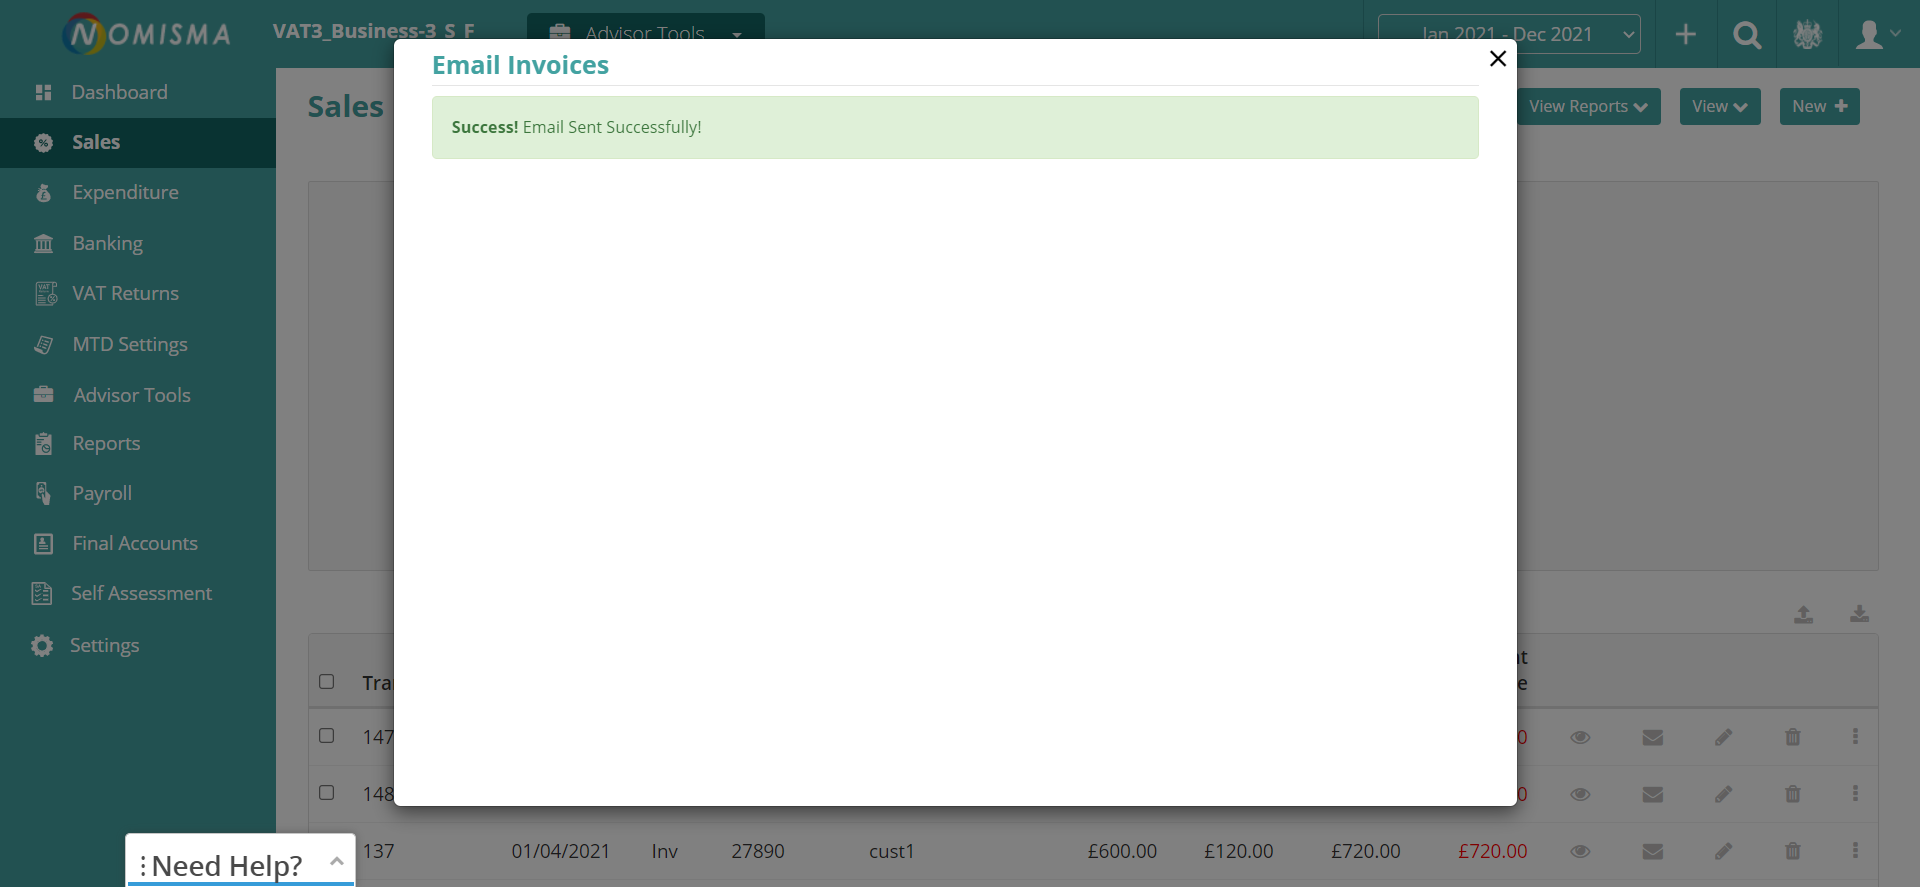 NOMISMA
VAT3_Business-3 S F
Advisor Tools
Jan 2021 - Dec 2021
Dashboard
Sales
Expenditure
Banking
VAT Returns
MTD Settings
Advisor Tools
Reports
Payroll
Final Accounts
Self Assessment
Settings
Sales
View Reports
View
New
Email Invoices
Success! Email Sent Successfully!
147
148
137 01/04/2021 Inv 27890 cust1 £600.00 £120.00 £720.00 £720.00
Need Help?